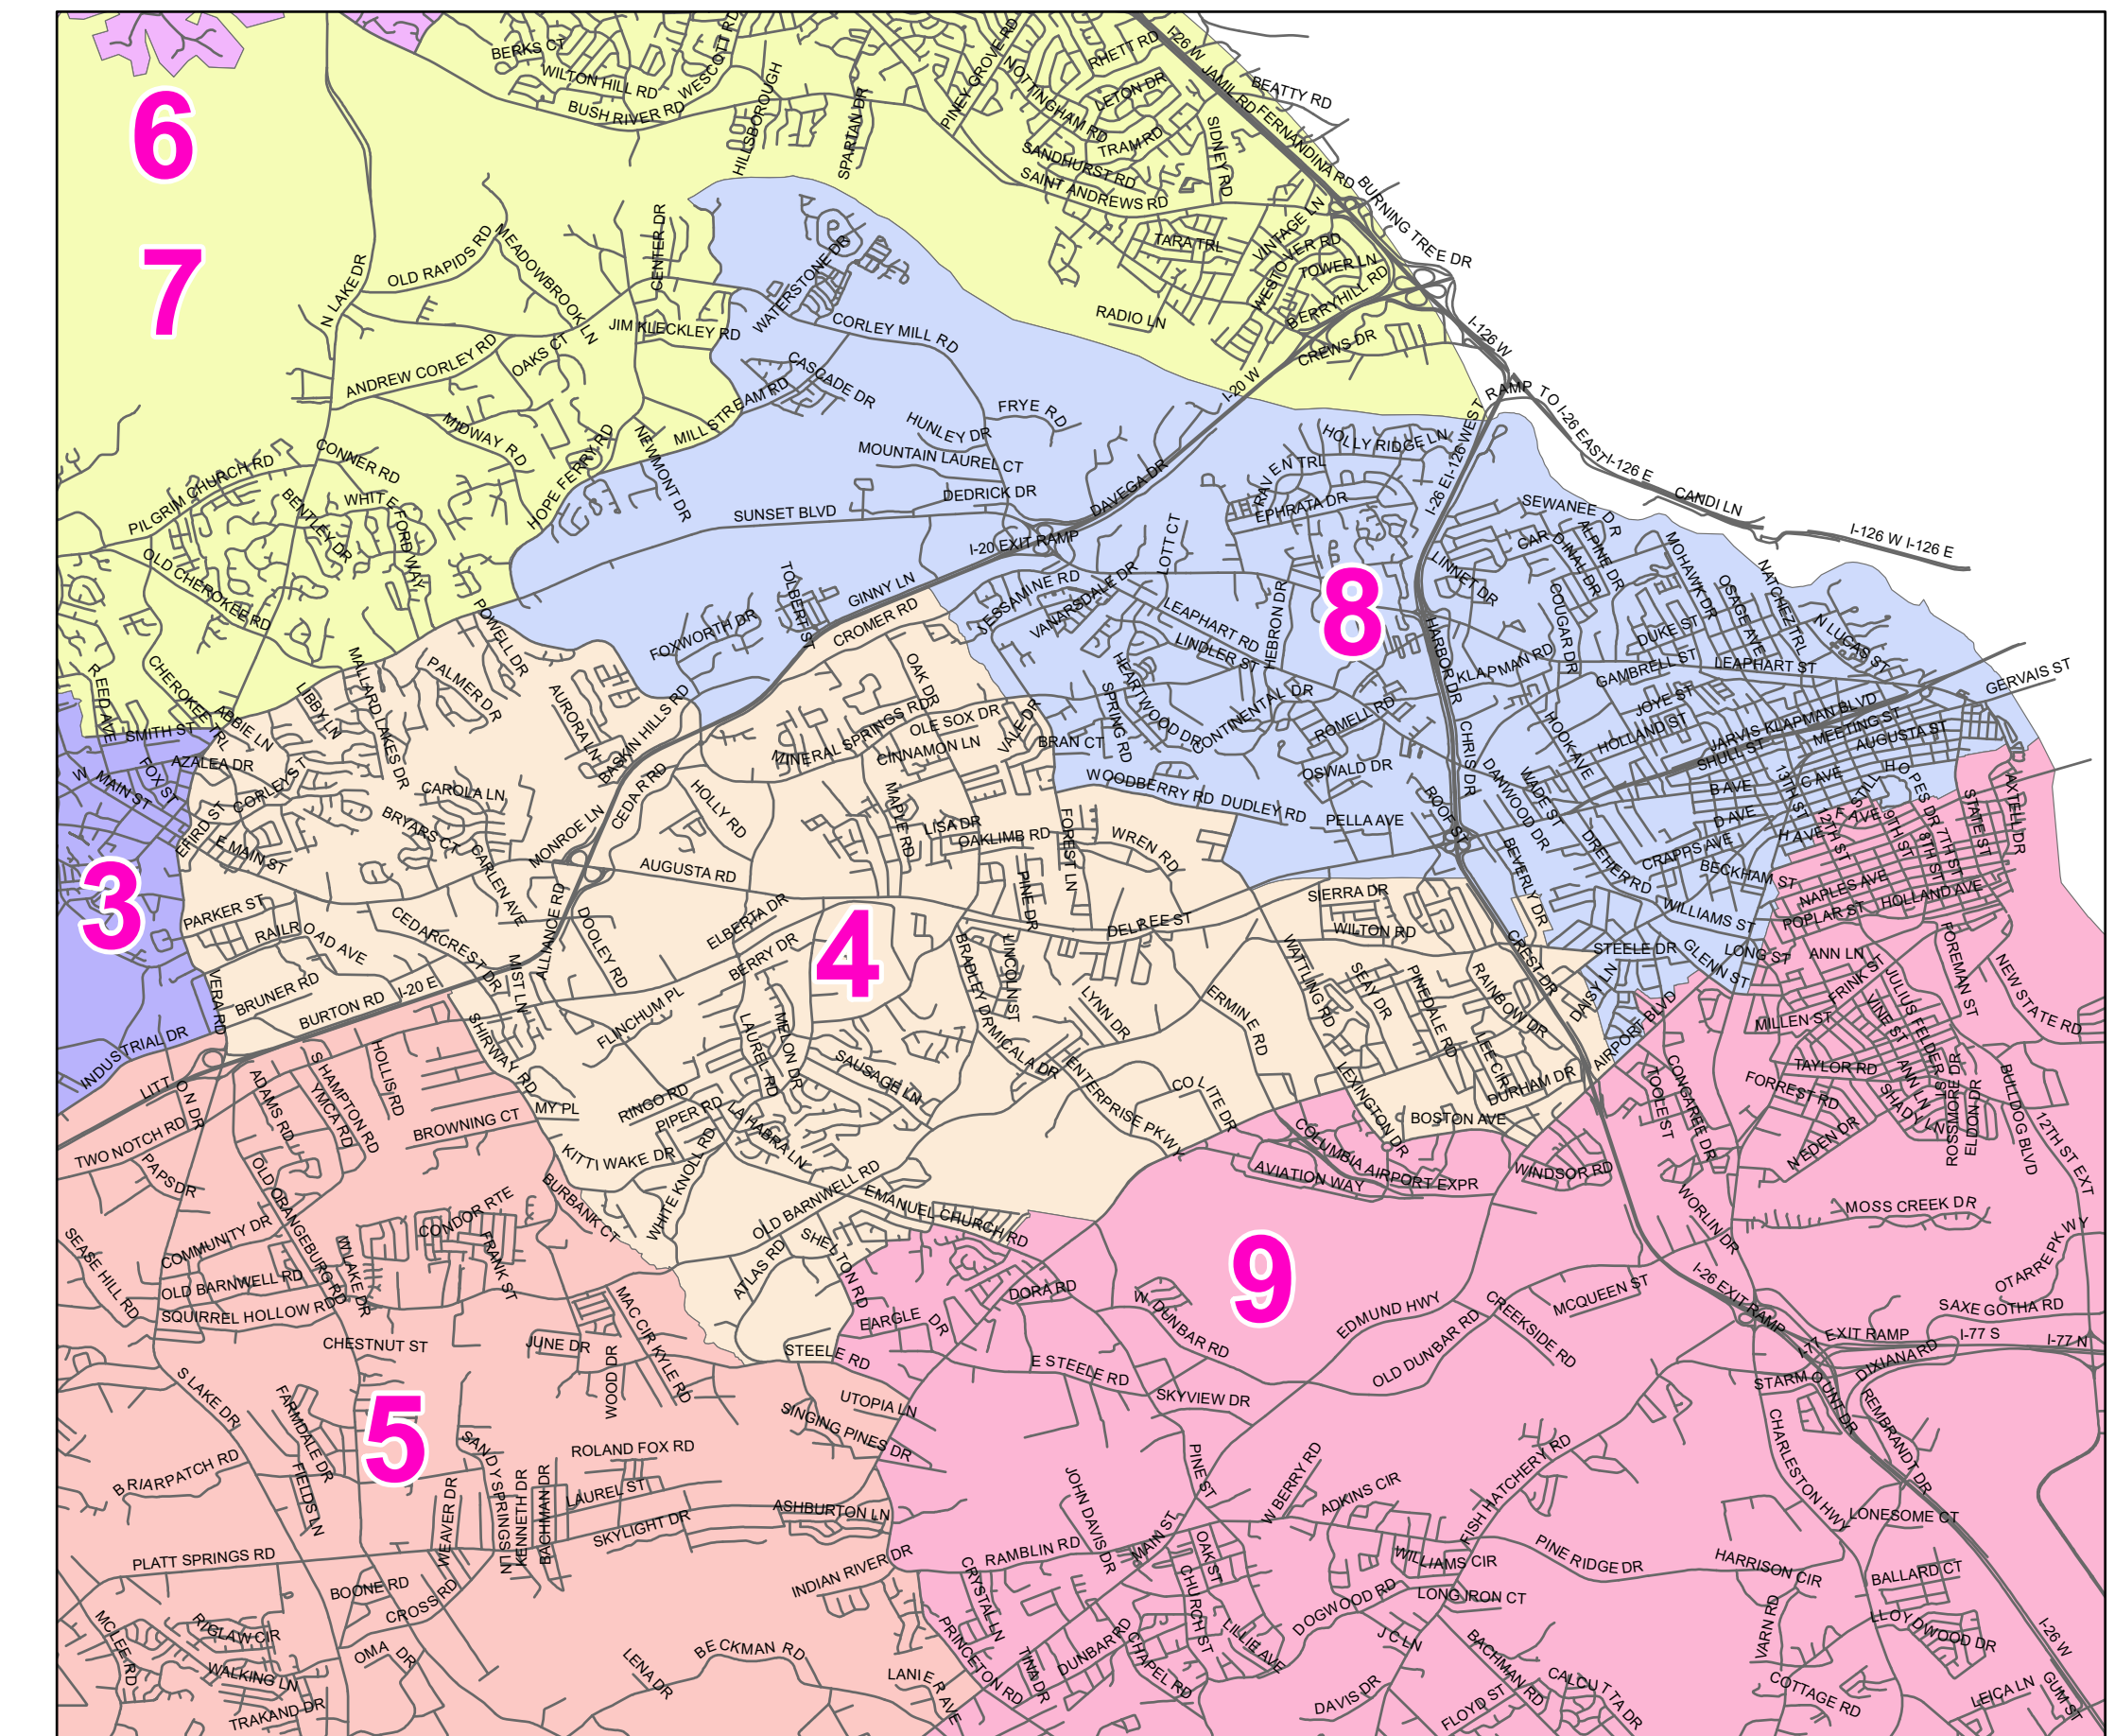 BERKS CT
WILTON HILL RD
WESCOTT RD
BUSH RIVER RD
HILLSBOROUGH
SPARTAN DR
PINEY GROVE RD
NOTTINGHAM RD
RHETT RD
LETON DR
TRAM RD
SANDHURST RD
SAINT ANDREWS RD
SIDNEY RD
I-26 W
JAMIL RD
FERNANDINA RD
BEATTY RD
BURNING TREE DR
6
7
N LAKE DR
OLD RAPIDS RD
MEADOWBROOK LN
CENTER DR
JIM KLECKLEY RD
WATERSTONE DR
CORLEY MILL RD
CASCADE DR
TARA TRL
VINTAGE LN
WESTOVER RD
TOWER LN
BERRYHILL RD
RADIO LN
CREWS DR
I-126 W
I-20 W
RAMP TO I-26 EAST
I-126 E
CANDI LN
I-126 W I-126 E
ANDREW CORLEY RD
OAKS CT
MIDWAY RD
MILLSTREAM RD
HOPE FERRY RD
NEWMONT DR
HUNLEY DR
FRYE RD
MOUNTAIN LAUREL CT
DEDRICK DR
DAVEGA DR
SUNSET BLVD
I-20 EXIT RAMP
HOLLY RIDGE LN
RAVEN TRL
EPHRATA DR
I-26 E
I-126 WEST
SEWANEE DR
PILGRIM CHURCH RD
CONNER RD
BENTLEY DR
WHITE FORD WAY
OLD CHEROKEE RD
CHEROKEE TRL
REED AVE
SMITH ST
ABBIE LN
LIBBY LN
MALLARD LAKES DR
PALMER DR
POWELL DR
AURORA LN
BASKIN HILLS RD
FOXWORTH DR
TOLBERT ST
GINNY LN
CROMER RD
JESSAMINE RD
VANARSDALE DR
LOTT CT
LEAPHART RD
LINDLER ST
HEBRON DR
8
LINNET DR
CARDINAL DR
ALPINE DR
COUGAR DR
MOHAWK DR
OSAGE AVE
NATCHEZ TRL
N LUCAS ST
DUKE ST
GAMBRELL ST
LEAPHART ST
KLAPMAN RD
HARBOR DR
GERVAIS ST
JOYE ST
HOLLAND ST
JARVIS KLAPMAN BLVD
SHULL ST
MEETING ST
AUGUSTA ST
HOOK AVE
OAK DR
MINERAL SPRINGS RD
OLE SOX DR
CINNAMON LN
VALE DR
BRAN CT
HEARTWOOD DR
SPRING RD
CONTINENTAL DR
ROMELL RD
OSWALD DR
CHRIS DR
DANWOOD DR
WADE ST
WOODBERRY RD
DUDLEY RD
PELLA AVE
ROOF ST
AZALEA DR
W MAIN ST
FOX ST
CORLEY ST
EFIRD ST
E MAIN ST
3
CAROLA LN
BRYARS CT
CARLEN AVE
MONROE LN
CEDAR RD
HOLLY RD
AUGUSTA RD
MAPLE RD
LISA DR
OAKLIMB RD
FOREST LN
WREN RD
PINE DR
B AVE
C AVE
D AVE
F AVE
H AVE
13TH ST
12TH ST
STILL HOPES DR
9TH ST
8TH ST
7TH ST
STATE ST
AXTELL DR
DREHER RD
CRAPPS AVE
BECKHAM ST
BEVERLY DR
NAPLES AVE
POPLAR ST
HOLLAND AVE
WILLIAMS ST
PARKER ST
RAILROAD AVE
CEDARCREST DR
BRUNER RD
BURTON RD
I-20 E
VERA RD
MIST LN
ALLIANCE RD
DOOLEY RD
ELBERTA DR
BERRY DR
4
DELREE ST
SIERRA DR
WILTON RD
CREST DR
STEELE DR
GLENN ST
LONG ST
ANN LN
FRINK ST
FOREMAN ST
NEW STATE RD
FLINCHUM PL
LAUREL RD
MELON DR
BRADLEY DR
LINCOLN ST
LYNN DR
ERMINE RD
WATTLING RD
SEAY DR
PINEDALE RD
RAINBOW DR
DAISY LN
AIRPORT BLVD
MILLEN ST
VINE ST
JULIUS FELDER ST
INDUSTRIAL DR
LITTON DR
SHIRWAY RD
SAUSAGE LN
MICALA DR
ENTERPRISE PKWY
COLITE DR
LEXINGTON DR
LEE CIR
DURHAM DR
BOSTON AVE
TOOLE ST
CONGAREE DR
TAYLOR RD
FORREST RD
ANN LN
SHADY LN
ROSSMORE DR
ELDON DR
BULLDOG BLVD
12TH ST EXT
N EDEN DR
TWO NOTCH RD
ADAMS RD
YMCA RD
S HAMPTON RD
HOLLIS RD
BROWNING CT
MY PL
RINGO RD
PIPER RD
LA HABRA LN
KITTI WAKE DR
WHITE KNOLL RD
OLD BARNWELL RD
EMANUEL CHURCH RD
COLUMBIA AIRPORT EXPR
AVIATION WAY
WINDSOR RD
WORLIN DR
MOSS CREEK DR
OTARRE PKWY
PAPS DR
COMMUNITY DR
SEASE HILL RD
OLD ORANGEBURG RD
OLD BARNWELL RD
SQUIRREL HOLLOW RD
W LAKE DR
CONDOR RTE
FRANK ST
BURBANK CT
ATLAS RD
SHELTON RD
EARGLE DR
DORA RD
W DUNBAR RD
9
EDMUND HWY
OLD DUNBAR RD
CREEKSIDE RD
MCQUEEN ST
I-26 EXIT RAMP
SAXE GOTHA RD
I-77 EXIT RAMP
I-77 S
I-77 N
DIXIANA RD
STARMOUNT DR
REMBRANDT DR
CHESTNUT ST
JUNE DR
WOOD DR
MAC CIR
KYLE RD
STEELE RD
E STEELE RD
SKYVIEW DR
UTOPIA LN
SINGING PINES DR
5
S LAKE DR
FARMDALE DR
FIELDS LN
BRIARPATCH RD
SANDY SPRINGS LN
KENNETH DR
BACHMAN DR
WEAVER DR
ROLAND FOX RD
LAUREL ST
SKYLIGHT DR
ASHBURTON LN
PLATT SPRINGS RD
BOONE RD
CROSS RD
INDIAN RIVER DR
CRYSTAL LN
RAMBLIN RD
JOHN DAVIS DR
MAIN ST
PINE ST
OAK ST
CHURCH ST
W BERRY RD
ADKINS CIR
FISH HATCHERY RD
WILLIAMS CIR
LONG IRON CT
PINE RIDGE DR
HARRISON CIR
CHARLESTON HWY
LONESOME CT
BALLARD CT
LLOYDWOOD DR
VARN RD
MCLEE RD
RIGLAW CIR
WALKING LN
TRAKAND DR
OMA DR
LENA DR
BECKMAN RD
LANIER AVE
PRINCETON RD
TINA DR
DUNBAR RD
CHAPEL RD
LILLIE AVE
DOGWOOD RD
J C LN
DAVIS DR
BACHMAN RD
FLOYD ST
CALCUTTA DR
COTTAGE RD
LEICA LN
GUM ST
I-26 W